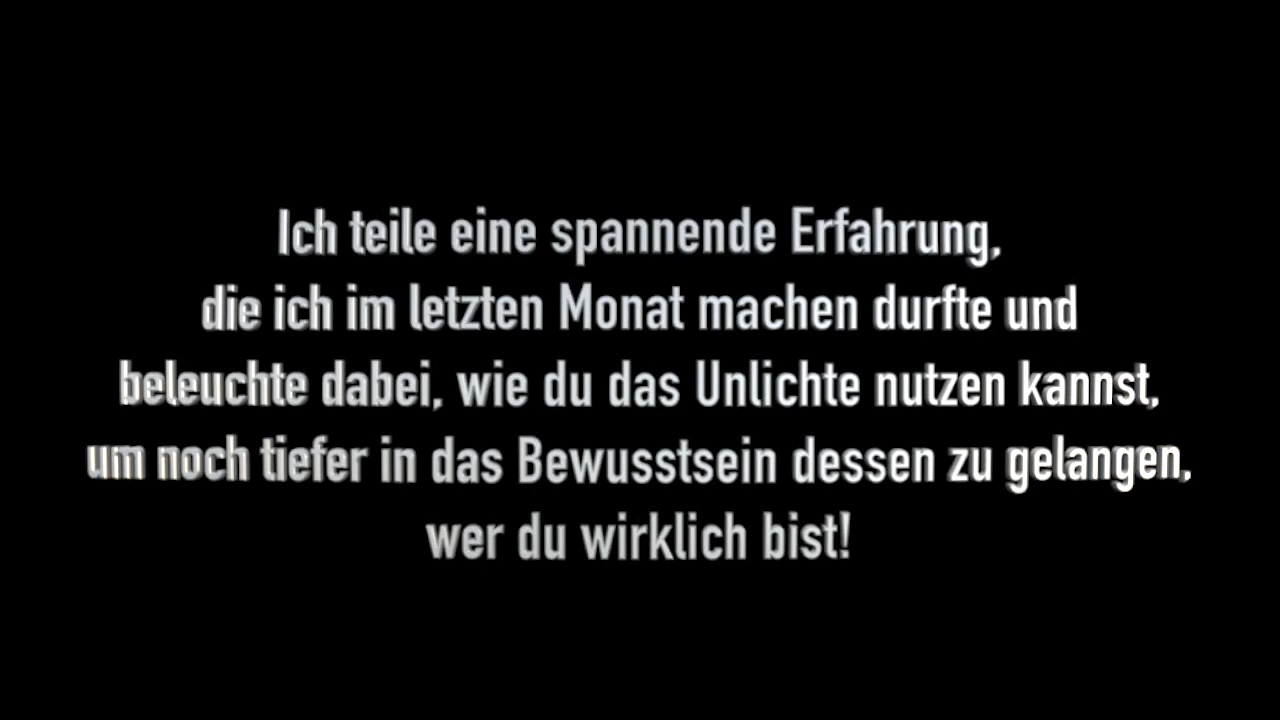 Ich teile eine spannende Erfahrung,
die ich im letzten Monat machen durfte und
beleuchte dabei, wie du das Unlichte nutzen kannst,
um noch tiefer in das Bewusstsein dessen zu gelangen,
wer du wirklich bist!